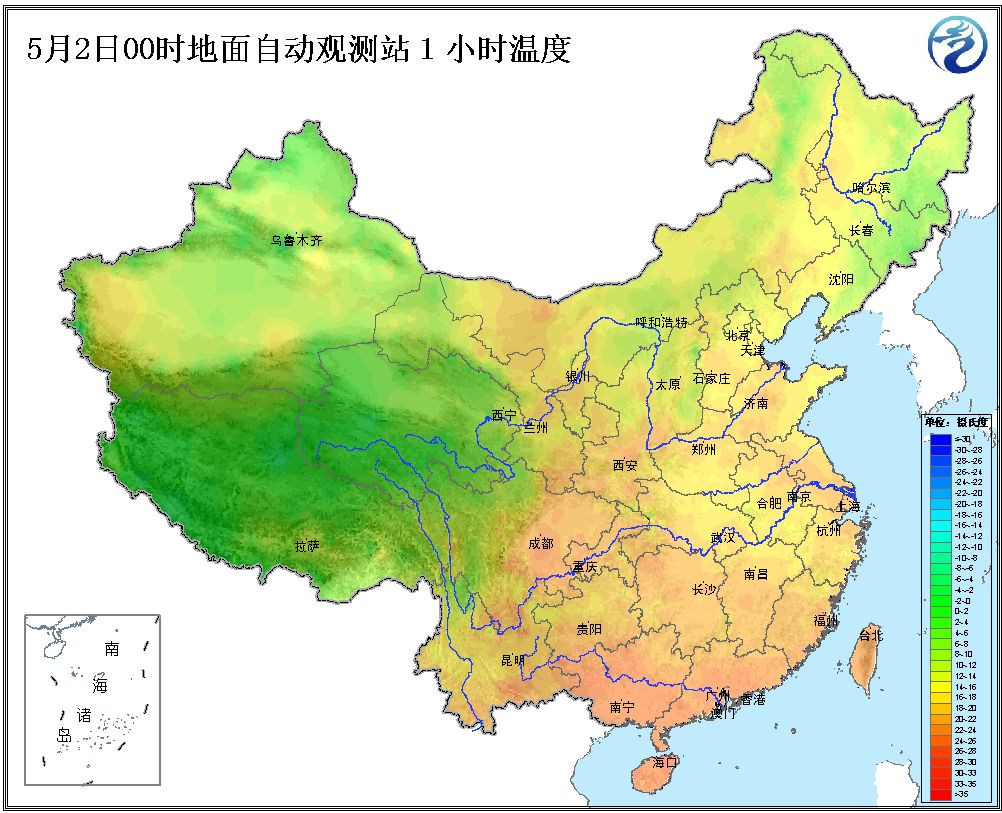 5月2日00时地面自动观测站1小时温度
哈尔滨
长春
乌鲁木齐
沈阳
呼和浩特
北京
天津
银川
太原
石家庄
西宁
兰州
济南
西安
郑州
合肥
南京
上海
成都
武汉
杭州
拉萨
重庆
南昌
长沙
贵阳
福州
台北
昆明
南宁
广州
香港
澳门
海口
南
海
诸
岛
单位：摄氏度
≤-30
-30~-28
-28~-26
-26~-24
-24~-22
-22~-20
-20~-18
-18~-16
-16~-14
-14~-12
-12~-10
-10~-8
-8~-6
-6~-4
-4~-2
-2~0
0~2
2~4
4~6
6~8
8~10
10~12
12~14
14~16
16~18
18~20
20~22
22~24
24~26
26~28
28~30
30~33
33~35
>35